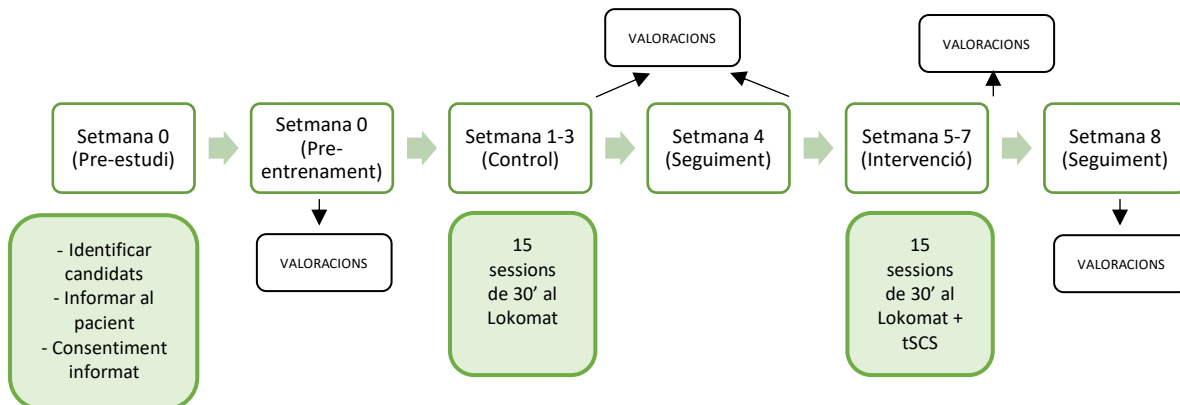 VALORACIONS
VALORACIONS
Setmana 0
(Pre-estudi)
Setmana 0
(Pre-
entrenament)
Setmana 1-3
(Control)
Setmana 4
(Seguiment)
Setmana 5-7
(Intervenció)
Setmana 8
(Seguiment)
- Identificar
candidats
- Informar al
pacient
- Consentiment
informat
VALORACIONS
15
sessions
de 30’ al
Lokomat
15
sessions
de 30’ al
Lokomat +
tSCS
VALORACIONS